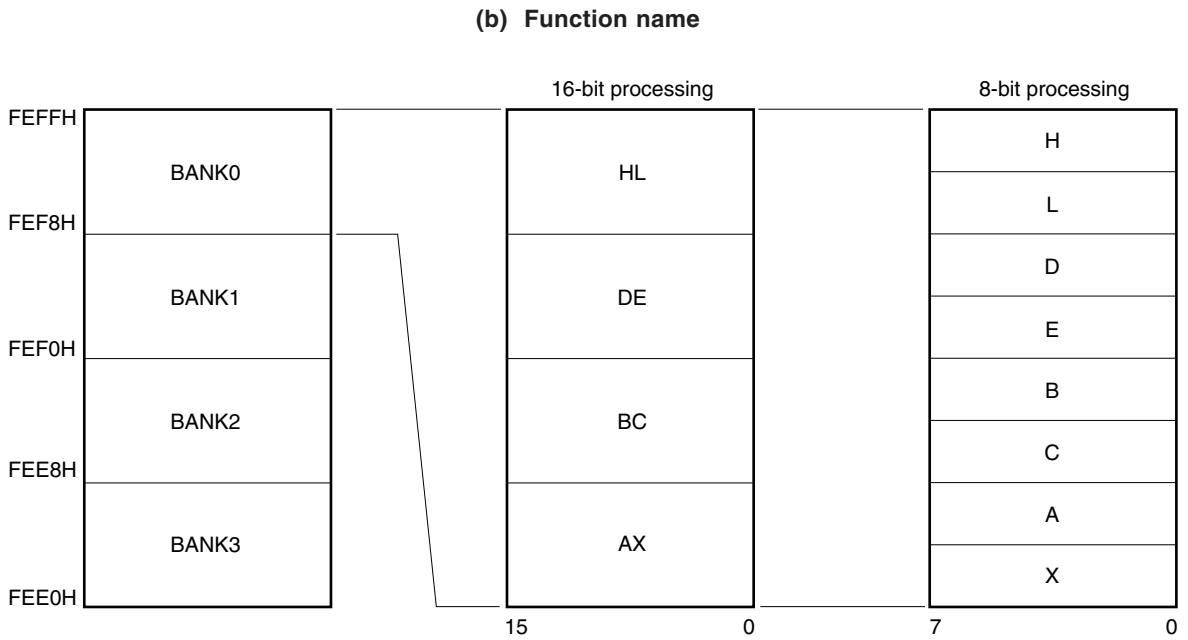 (b) Function name
16-bit processing
8-bit processing
FEFFH
BANK0
HL
H
L
FEF8H
BANK1
DE
D
E
FEF0H
BANK2
BC
B
C
FEE8H
BANK3
AX
A
X
FEE0H
15
0
7
0